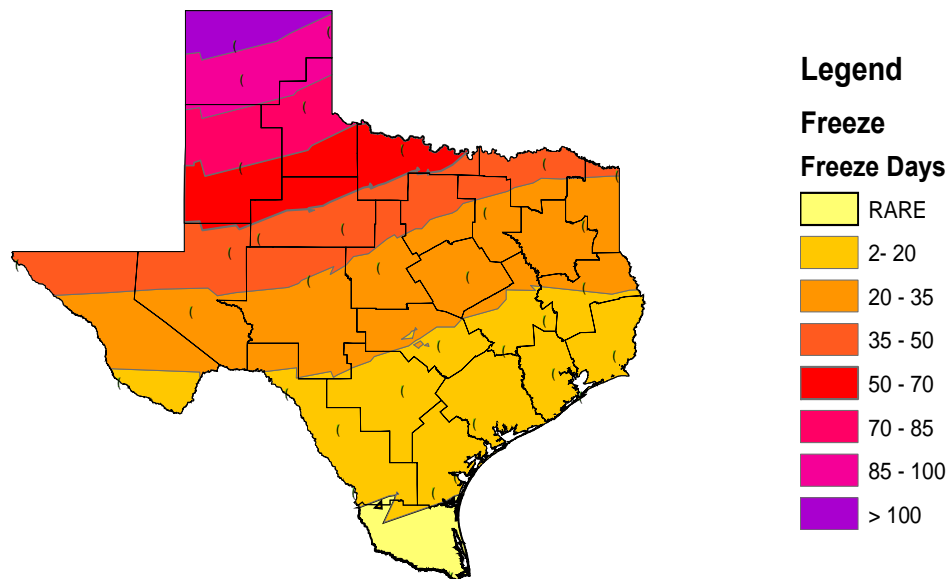 Legend
Freeze
Freeze Days
RARE
2- 20
20 - 35
35 - 50
50 - 70
70 - 85
85 - 100
> 100